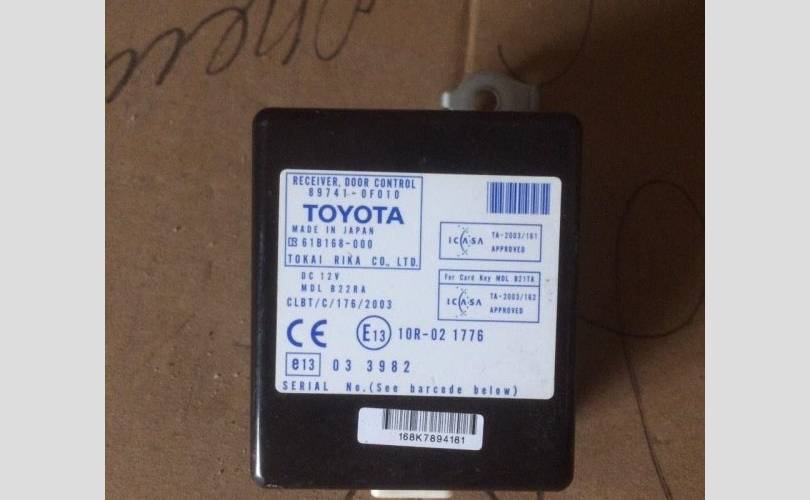 RECEIVER, DOOR CONTROL
89741-0F010
TOYOTA
MADE IN JAPAN
61B168-000
TOKAI RIKA CO., LTD.
DC 12V
MDL B22RA
CLBT/C/176/2003
ICASA
TA-2003/161
APPROVED
For Card Key MDL B21TA
ICASA
TA-2003/162
APPROVED
CE
E13 10R-02 1776
e13 03 3982
SERIAL No.(See barcode below)
168K7894161